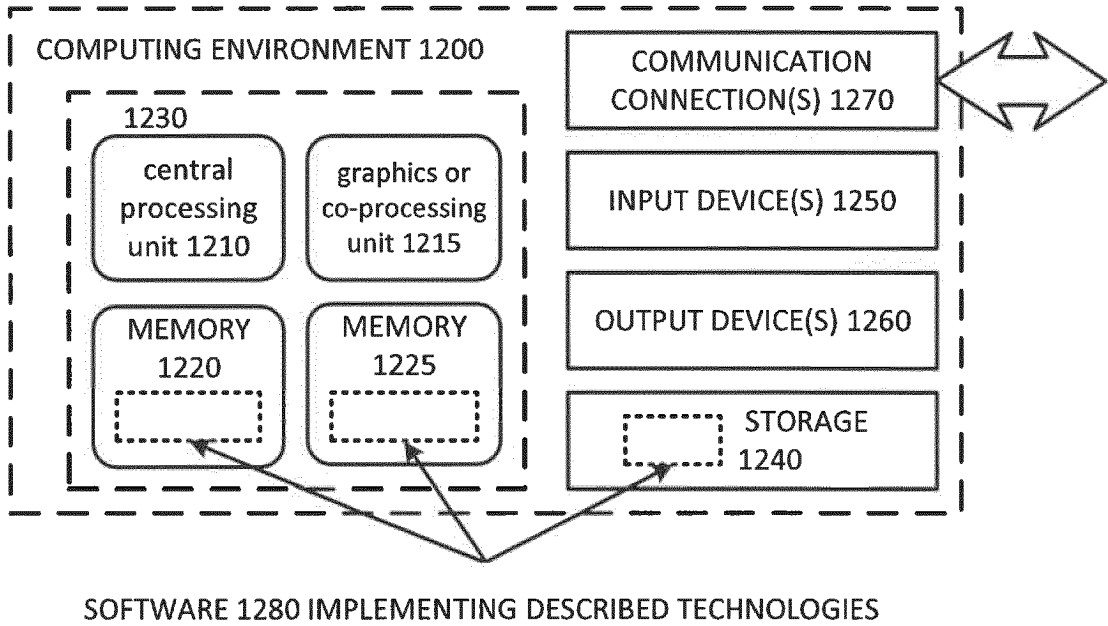 COMPUTING ENVIRONMENT 1200
1230
central
processing
unit 1210
graphics or
co-processing
unit 1215
MEMORY
1220
MEMORY
1225
COMMUNICATION
CONNECTION(S) 1270
INPUT DEVICE(S) 1250
OUTPUT DEVICE(S) 1260
STORAGE
1240
SOFTWARE 1280 IMPLEMENTING DESCRIBED TECHNOLOGIES